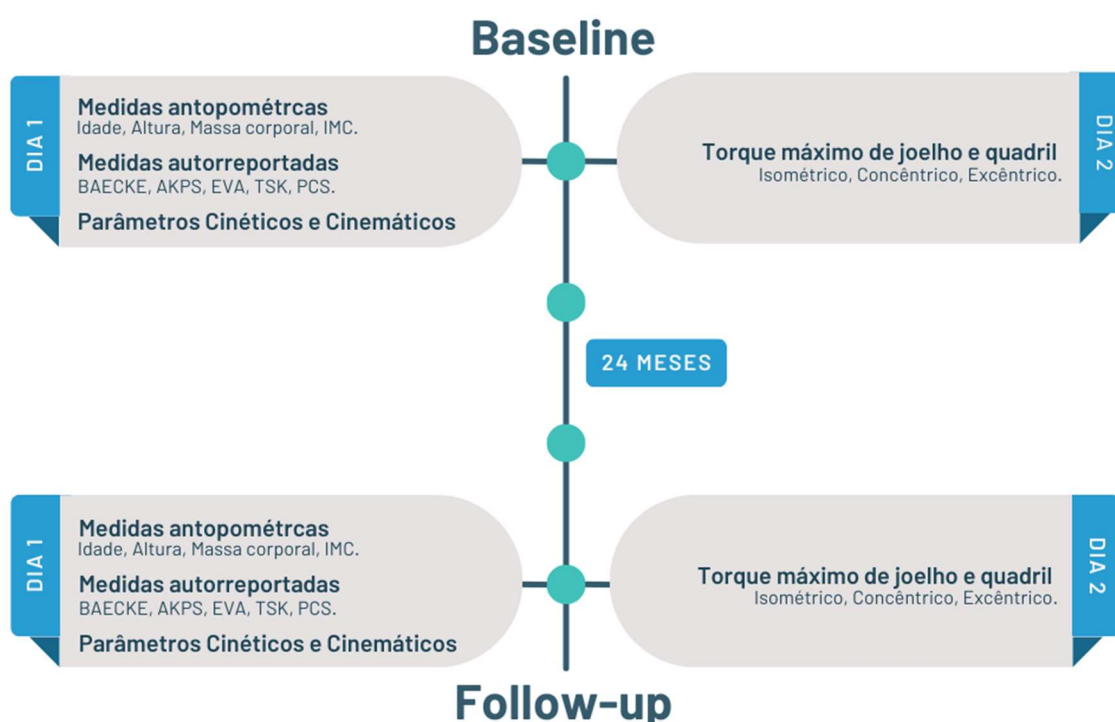 Baseline
DIA 1
Medidas antopométrcas
Idade, Altura, Massa corporal, IMC.
Medidas autorreportadas
BAECKE, AKPS, EVA, TSK, PCS.
Parâmetros Cinéticos e Cinemáticos
Torque máximo de joelho e quadril
Isométrico, Concêntrico, Excêntrico.
DIA 2
24 MESES
DIA 1
Medidas antopométrcas
Idade, Altura, Massa corporal, IMC.
Medidas autorreportadas
BAECKE, AKPS, EVA, TSK, PCS.
Parâmetros Cinéticos e Cinemáticos
Torque máximo de joelho e quadril
Isométrico, Concêntrico, Excêntrico.
DIA 2
Follow-up